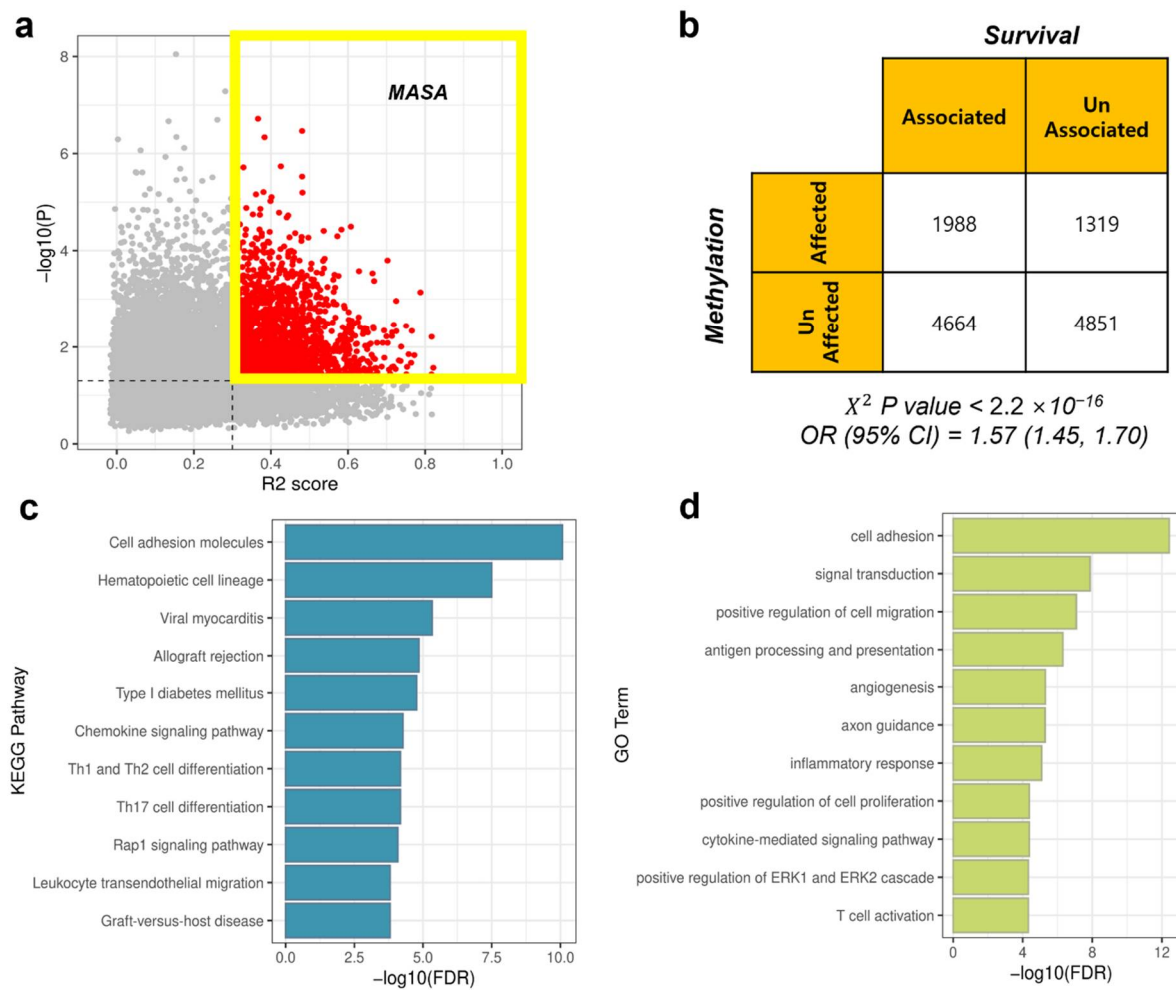 a
MASA
8
6
4
2
0
−log10(P)
0.0 0.2 0.4 0.6 0.8 1.0
R2 score
b
Survival
Associated
Un
Associated
Methylation
Affected
1988 1319
Un
Affected
4664 4851
X² P value < 2.2 ×10⁻¹⁶
OR (95% CI) = 1.57 (1.45, 1.70)
c
KEGG Pathway
Cell adhesion molecules
Hematopoietic cell lineage
Viral myocarditis
Allograft rejection
Type I diabetes mellitus
Chemokine signaling pathway
Th1 and Th2 cell differentiation
Th17 cell differentiation
Rap1 signaling pathway
Leukocyte transendothelial migration
Graft-versus-host disease
0.0 2.5 5.0 7.5 10.0
−log10(FDR)
d
GO Term
cell adhesion
signal transduction
positive regulation of cell migration
antigen processing and presentation
angiogenesis
axon guidance
inflammatory response
positive regulation of cell proliferation
cytokine-mediated signaling pathway
positive regulation of ERK1 and ERK2 cascade
T cell activation
0 4 8 12
−log10(FDR)